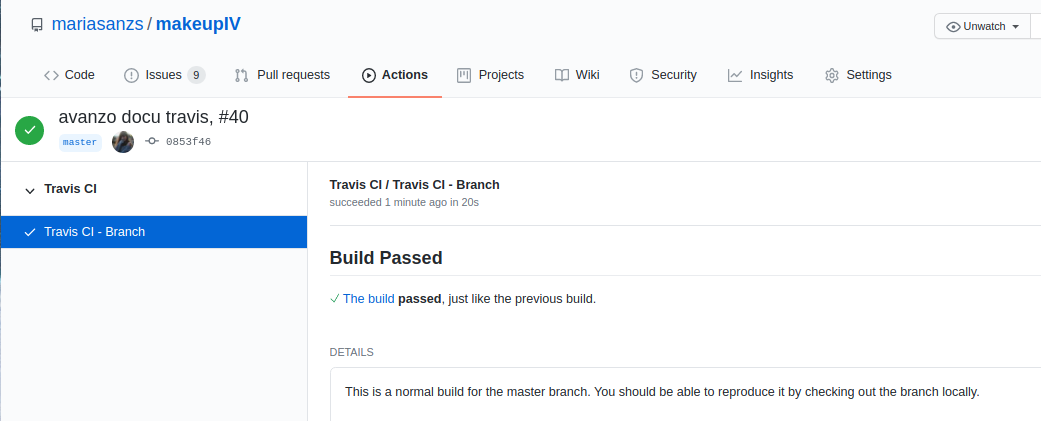 mariasanzs / makeupIV
Unwatch
Code Issues 9 Pull requests Actions Projects Wiki Security Insights Settings
avanzo docu travis, #40
master 0853f46
Travis CI
Travis CI - Branch
Travis CI / Travis CI - Branch
succeeded 1 minute ago in 20s
Build Passed
The build passed, just like the previous build.
DETAILS
This is a normal build for the master branch. You should be able to reproduce it by checking out the branch locally.